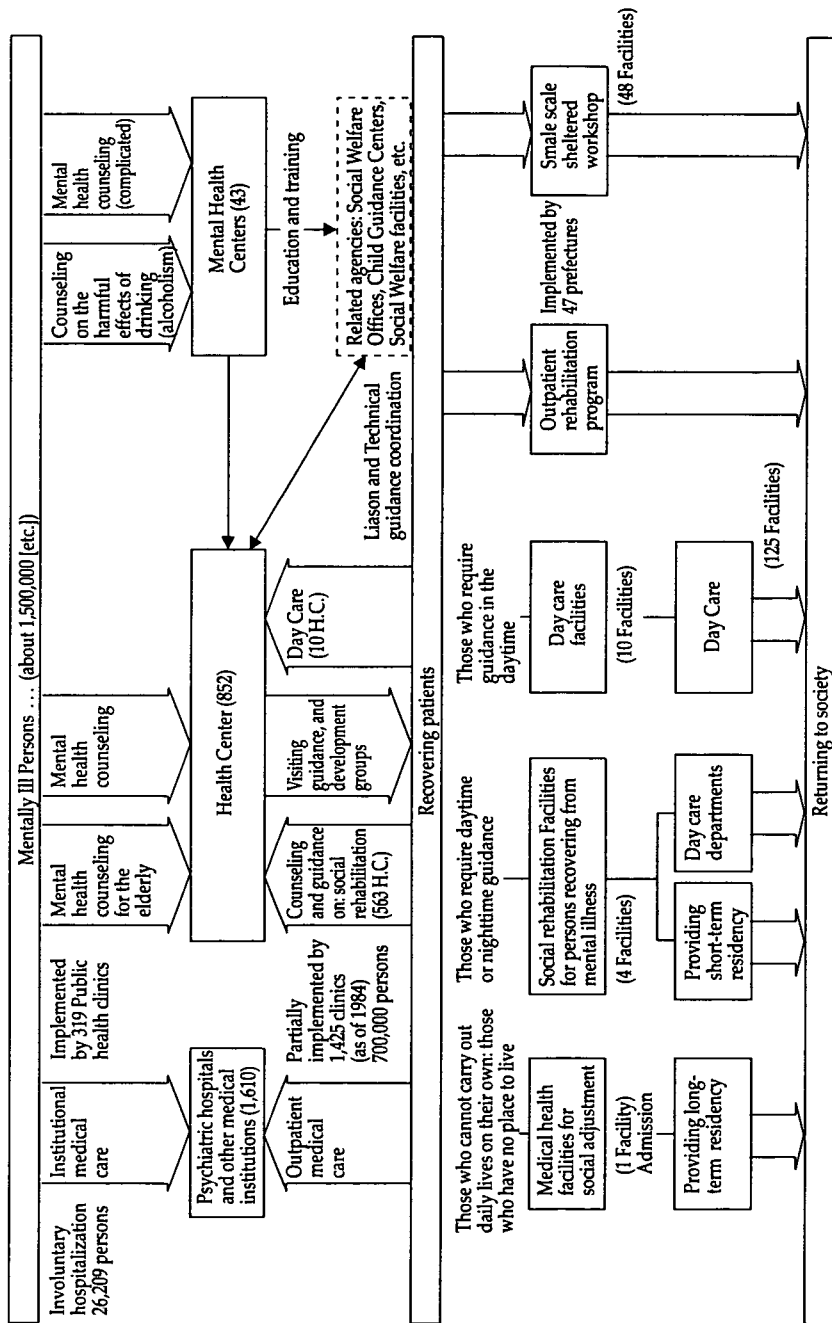 Mentally Ill Persons ... (about 1,500,000 [etc.])
Involuntary
hospitalization
26,209 persons
Institutional
medical
care
Implemented
by 319 Public
health clinics
Mental
health
counseling
for the
elderly
Mental
health
counseling
Counseling
on the
harmful
effects of
drinking
(alcoholism)
Mental
health
counseling
(complicated)
Psychiatric hospitals
and other medical
institutions (1,610)
Health Center (852)
Mental Health
Centers (43)
Education and training
Outpatient
medical
care
Partially
implemented by
1,425 clinics
(as of 1984)
700,000 persons
Counseling
and guidance
on: social
rehabilitation
(563 H.C.)
Visiting
guidance, and
development
groups
Day Care
(10 H.C.)
Liason and Technical
guidance coordination
Related agencies: Social Welfare
Offices, Child Guidance Centers,
Social Welfare facilities, etc.
Recovering patients
Those who cannot carry out
daily lives on their own: those
who have no place to live
Those who require daytime
or nighttime guidance
Those who require
guidance in the
daytime
Medical health
facilities for
social adjustment
Social rehabilitation Facilities
for persons recovering from
mental illness
Day care
facilities
Outpatient
rehabilitation
program
Implemented by
47 prefectures
Smale scale
sheltered
workshop
(48 Facilities)
(1 Facility)
Admission
(4 Facilities)
(10 Facilities)
Providing long-
term residency
Providing
short-term
residency
Day care
departments
Day Care
(125 Facilities)
Returning to society